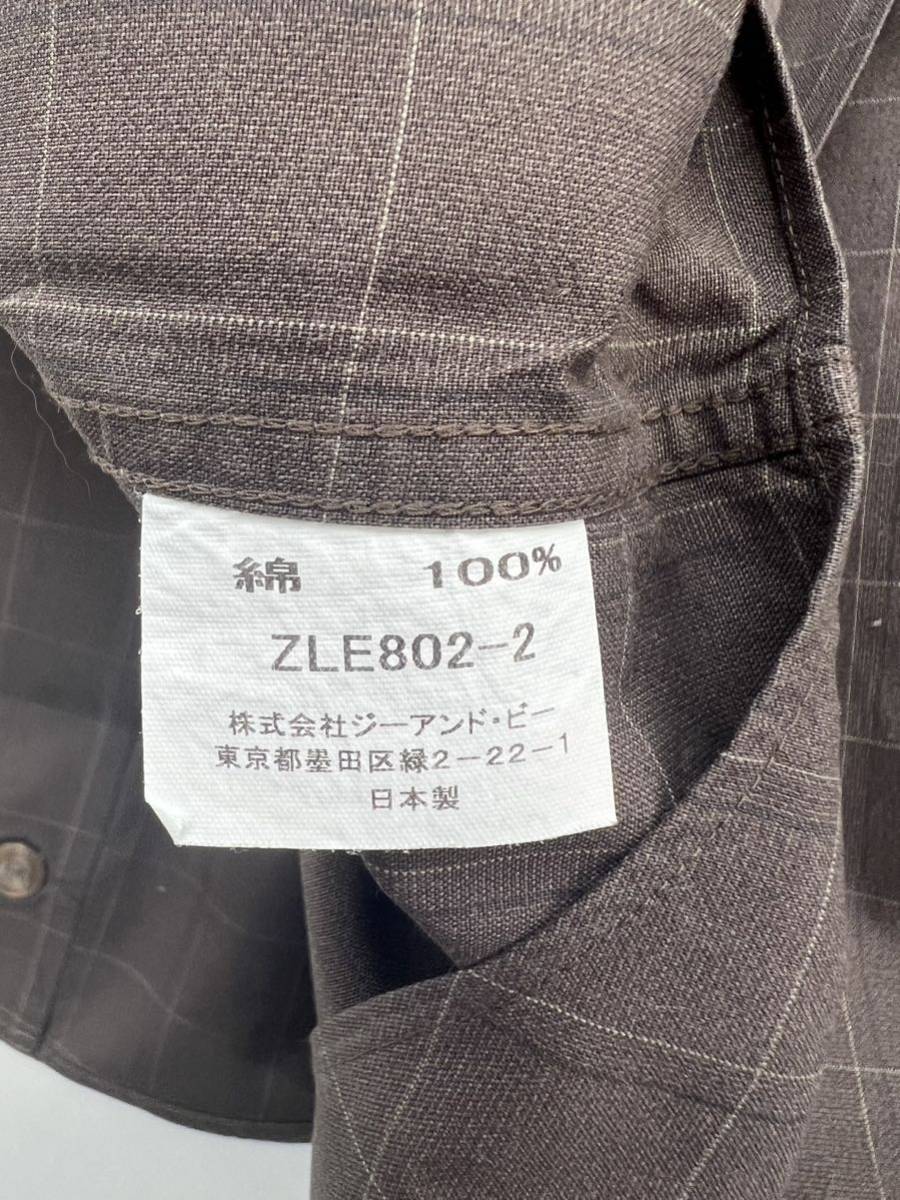 綿 100%
ZLE802-2
株式会社ジーアンド・ビー
東京都墨田区緑2-22-1
日本製